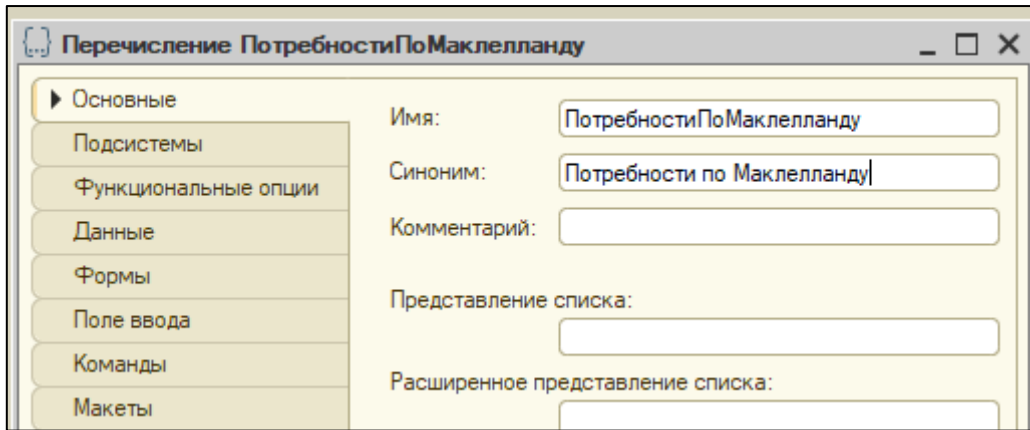 Перечисление ПотребностиПоМаклелланду
Основные
Подсистемы
Функциональные опции
Данные
Формы
Поле ввода
Команды
Макеты
Имя: ПотребностиПоМаклелланду
Синоним: Потребности по Маклелланду
Комментарий:
Представление списка:
Расширенное представление списка: